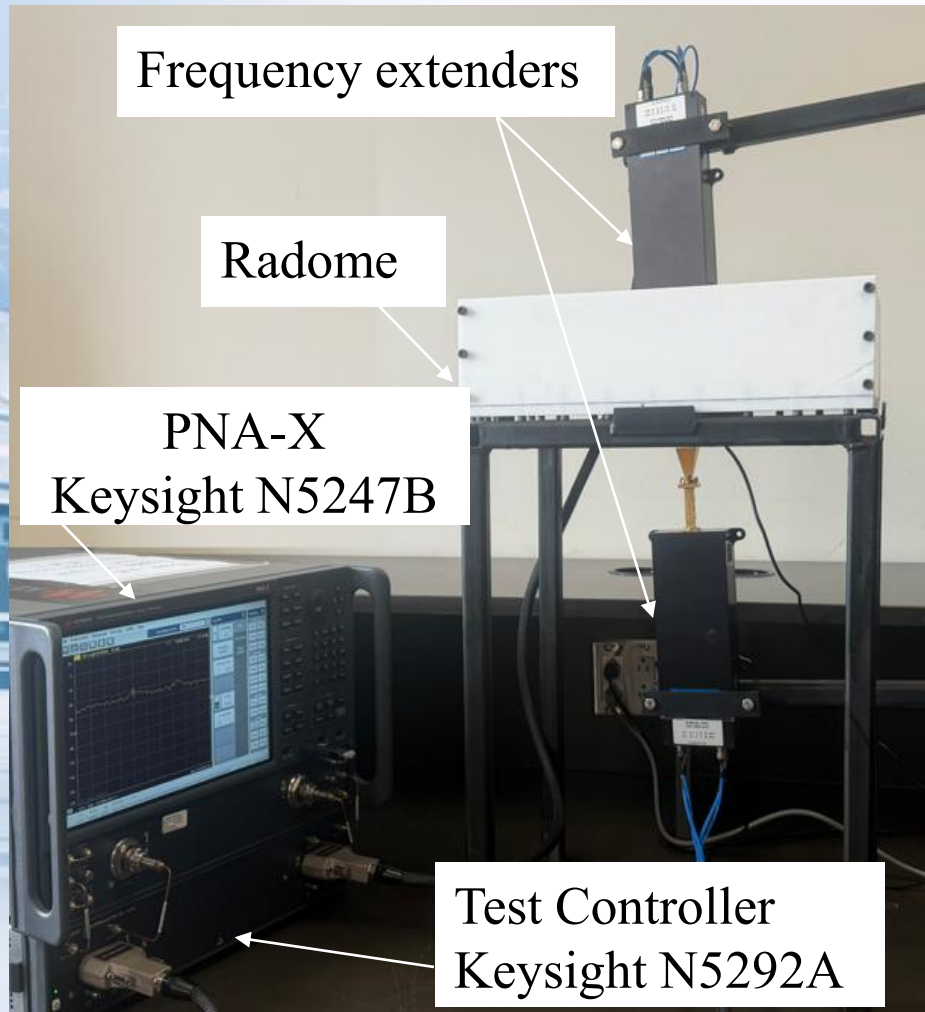 Frequency extenders
Radome
PNA-X
Keysight N5247B
Test Controller
Keysight N5292A